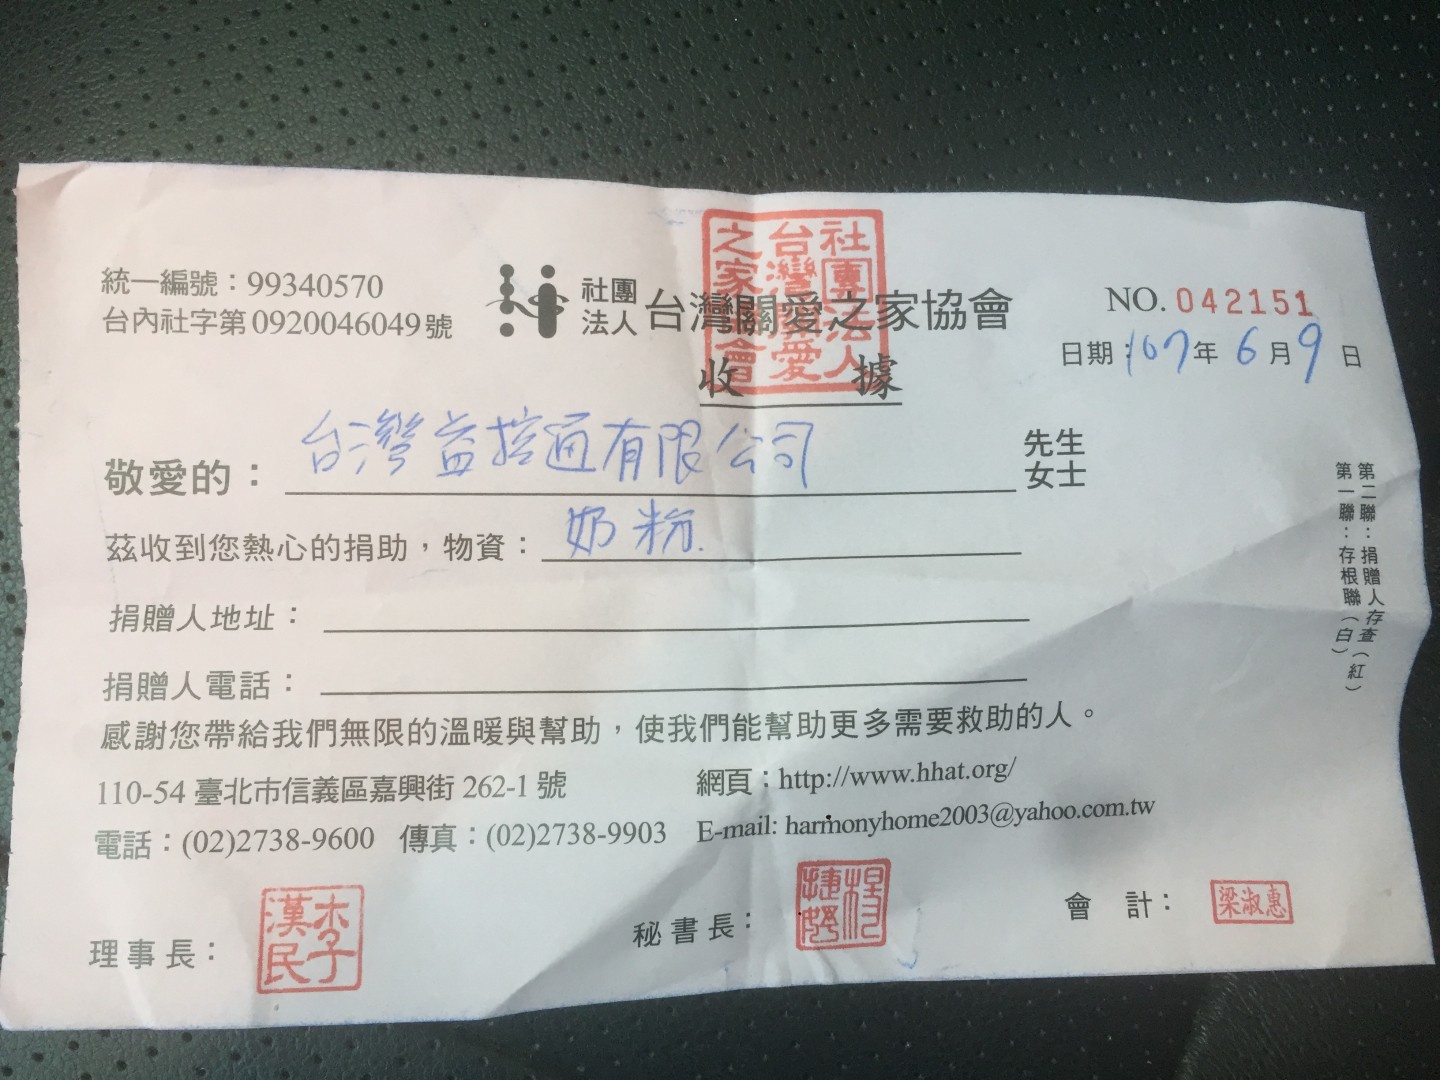 統一編號：99340570
台內社字第0920046049號
社團法人 台灣關愛之家協會
收據
NO. 042151
日期：107年6月9日
敬愛的：台灣益控通有限公司 先生 女士
茲收到您熱心的捐助，物資：奶粉.
捐贈人地址：
捐贈人電話：
感謝您帶給我們無限的溫暖與幫助，使我們能幫助更多需要救助的人。
110-54 臺北市信義區嘉興街 262-1 號 網頁：http://www.hhat.org/
電話：(02)2738-9600 傳真：(02)2738-9903 E-mail: harmonyhome2003@yahoo.com.tw
理事長：李漢民
秘書長：
會計：梁淑惠
第一聯：存根聯（白）
第二聯：捐贈人存查（紅）
社團法人台灣關愛之家協會